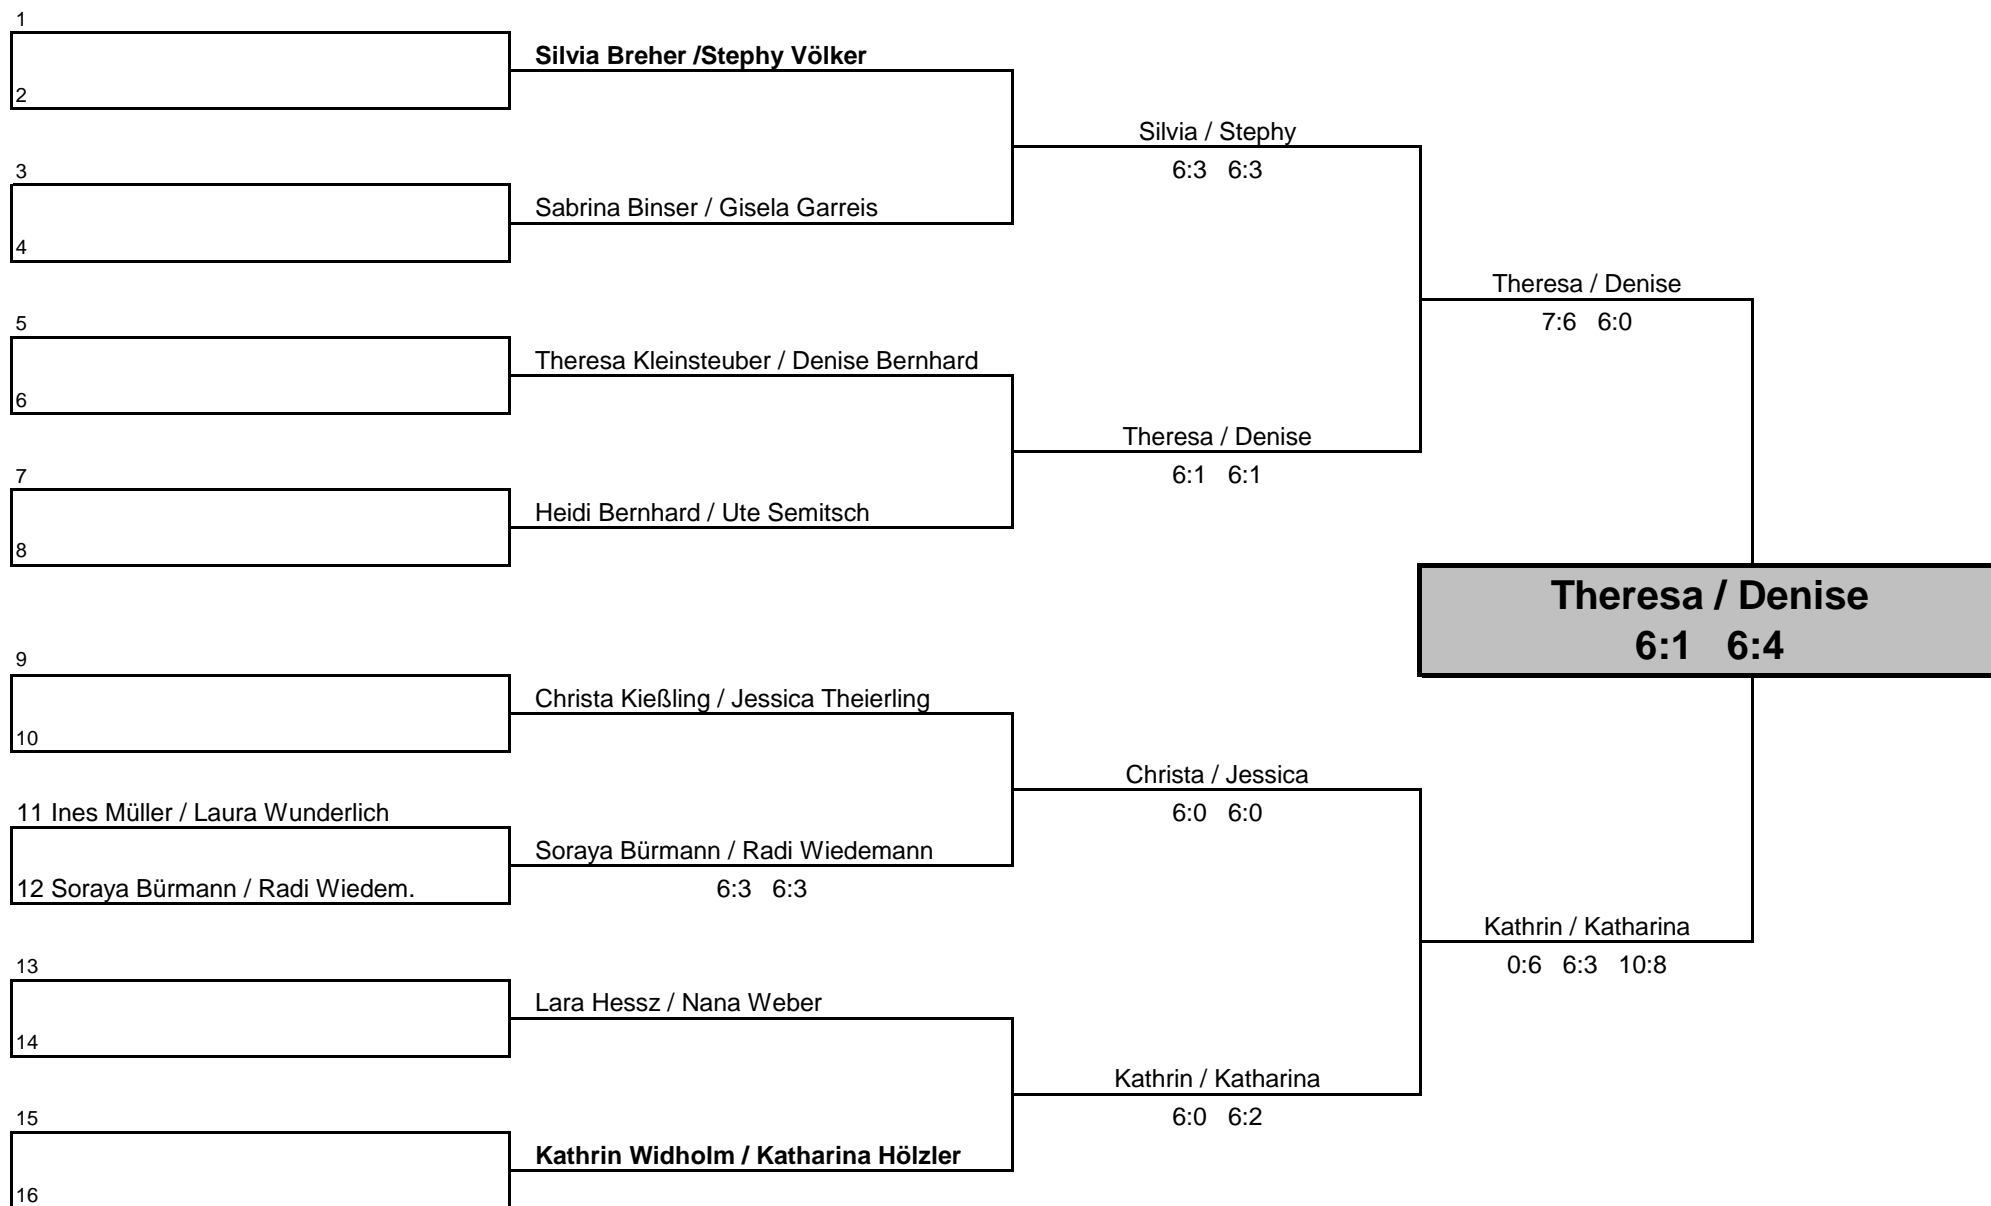 1
Silvia Breher /Stephy Völker
2
Silvia / Stephy
6:3 6:3
3
Sabrina Binser / Gisela Garreis
4
Theresa / Denise
7:6 6:0
5
Theresa Kleinsteuber / Denise Bernhard
6
Theresa / Denise
6:1 6:1
7
Heidi Bernhard / Ute Semitsch
8
Theresa / Denise
6:1 6:4
9
Christa Kießling / Jessica Theierling
10
Christa / Jessica
6:0 6:0
11 Ines Müller / Laura Wunderlich
Soraya Bürmann / Radi Wiedemann
6:3 6:3
12 Soraya Bürmann / Radi Wiedem.
Kathrin / Katharina
0:6 6:3 10:8
13
Lara Hessz / Nana Weber
14
Kathrin / Katharina
6:0 6:2
15
Kathrin Widholm / Katharina Hölzler
16